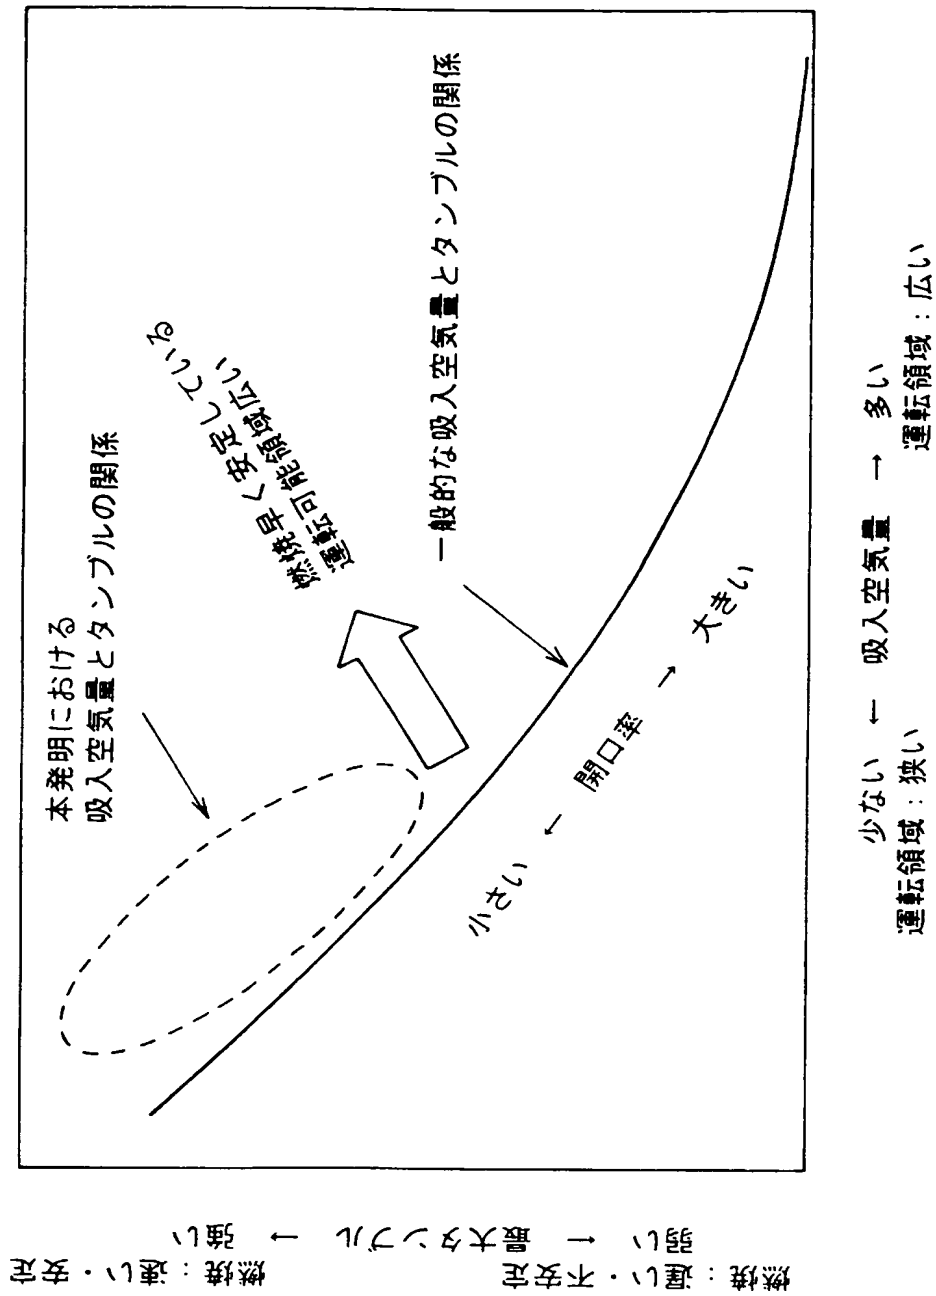 本発明における
吸入空気量とタンブルの関係
燃焼早く安定している
運転可能領域広い
一般的な吸入空気量とタンブルの関係
小さい ← 開口率 → 大きい
少ない ← 吸入空気量 → 多い
運転領域：狭い
運転領域：広い
弱い ← 最大タンブル → 強い
燃焼：遅い・不安定
燃焼：速い・安定